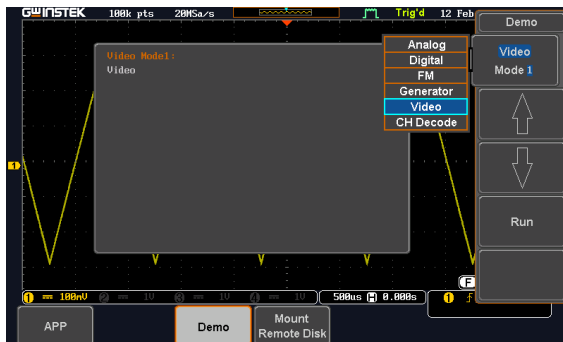 GWINSTEK 100k pts 20MSa/s Trig'd 12 Feb
Demo
Video Mode1:
Video
Analog
Digital
FM
Generator
Video
CH Decode
Video
Mode 1
Run
1
1 100mV 2 1V 3 1V 4 1V 500us H 0.000s 1
F
APP
Demo
Mount
Remote Disk